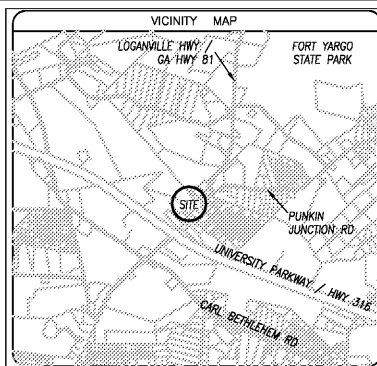 VICINITY MAP
LOGANVILLE HWY /
GA HWY 81
FORT YARGO
STATE PARK
SITE
PUNKIN
JUNCTION RD
UNIVERSITY PARKWAY / HWY 316
CARL BETHLEHEM RD